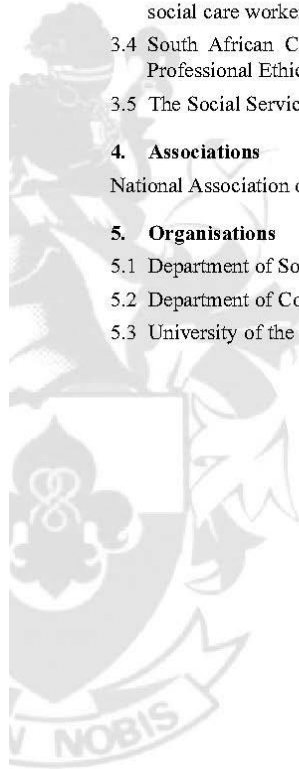 social care worke
3.4 South African C
Professional Ethic
3.5 The Social Servic
4. Associations
National Association o
5. Organisations
5.1 Department of So
5.2 Department of Co
5.3 University of the
NOBIS